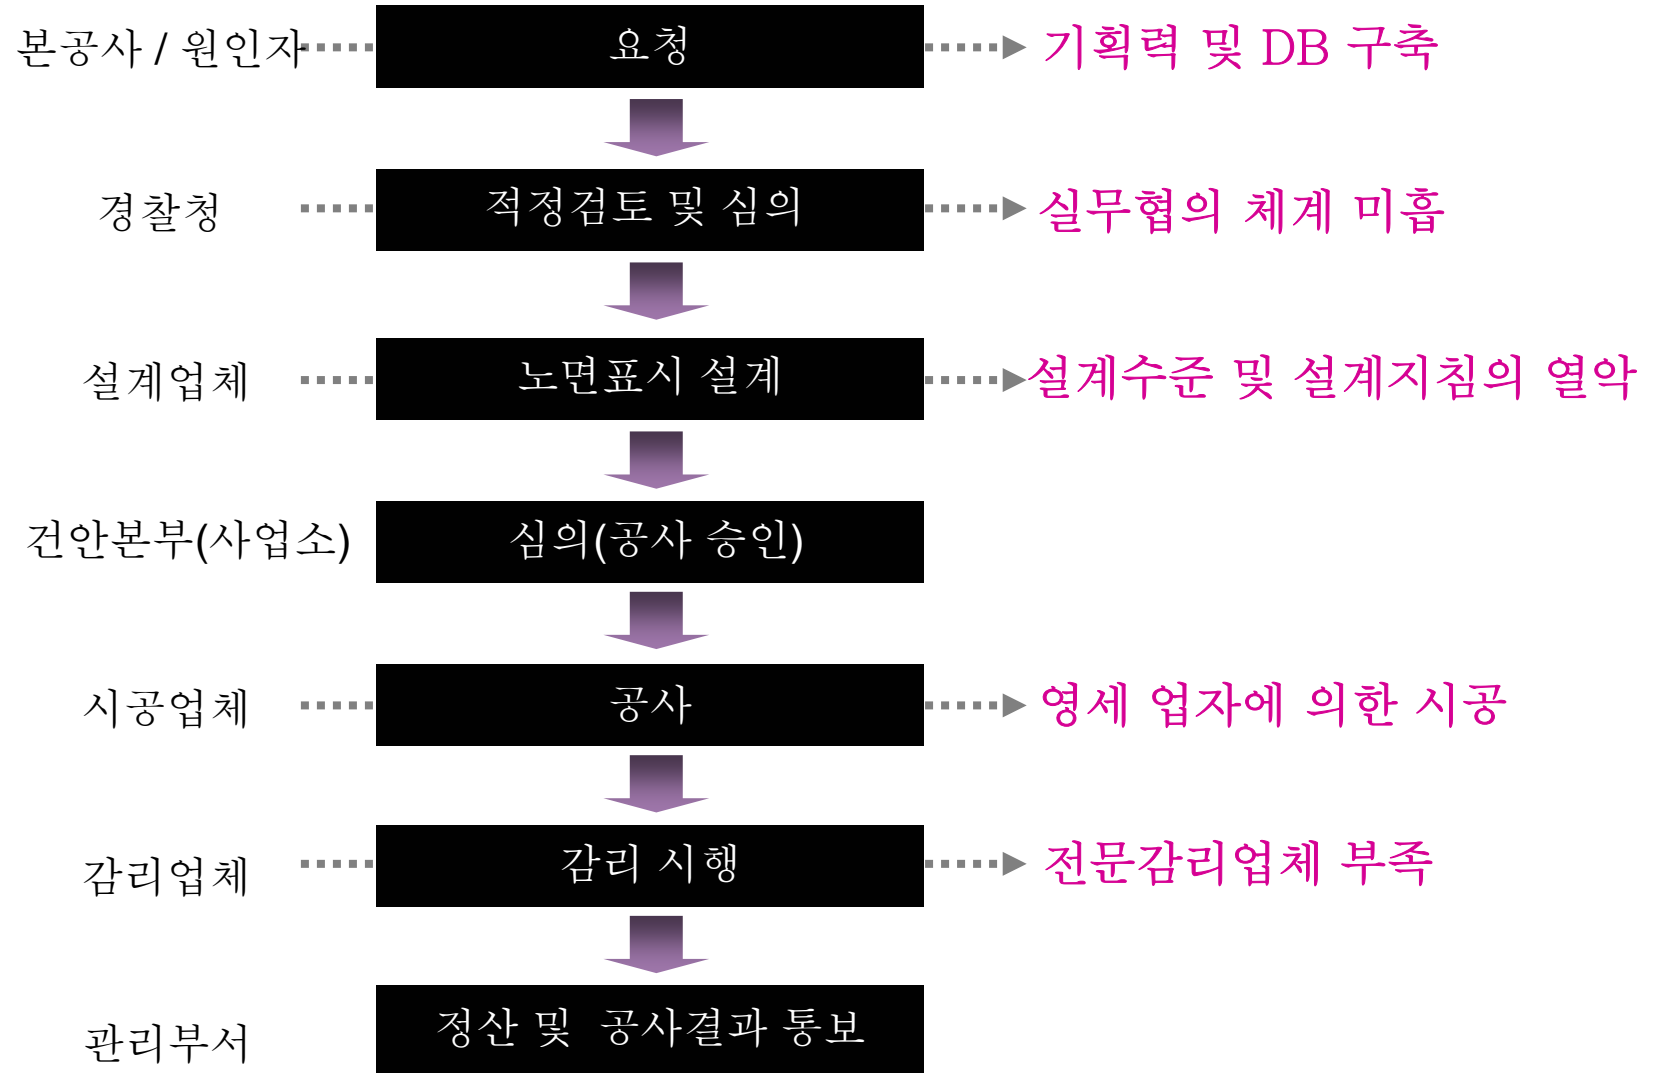 본공사 / 원인자 요청 기획력 및 DB 구축
경찰청 적정검토 및 심의 실무협의 체계 미흡
설계업체 노면표시 설계 설계수준 및 설계지침의 열악
건안본부(사업소) 심의(공사 승인)
시공업체 공사 영세 업자에 의한 시공
감리업체 감리 시행 전문감리업체 부족
관리부서 정산 및 공사결과 통보